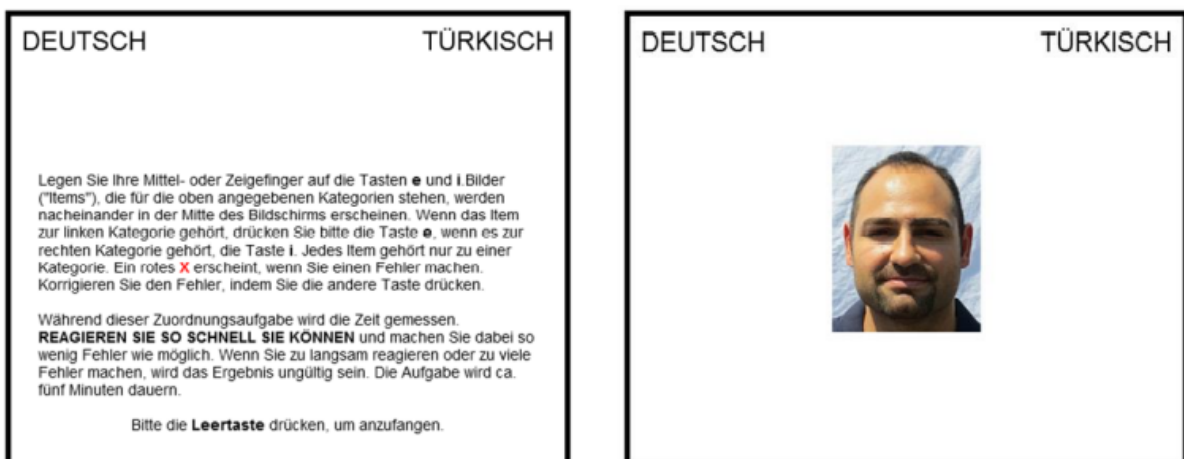 DEUTSCH TÜRKISCH
Legen Sie Ihre Mittel- oder Zeigefinger auf die Tasten e und i.Bilder
("Items"), die für die oben angegebenen Kategorien stehen, werden
nacheinander in der Mitte des Bildschirms erscheinen. Wenn das Item
zur linken Kategorie gehört, drücken Sie bitte die Taste e, wenn es zur
rechten Kategorie gehört, die Taste i. Jedes Item gehört nur zu einer
Kategorie. Ein rotes X erscheint, wenn Sie einen Fehler machen.
Korrigieren Sie den Fehler, indem Sie die andere Taste drücken.
Während dieser Zuordnungsaufgabe wird die Zeit gemessen.
REAGIEREN SIE SO SCHNELL SIE KÖNNEN und machen Sie dabei so
wenig Fehler wie möglich. Wenn Sie zu langsam reagieren oder zu viele
Fehler machen, wird das Ergebnis ungültig sein. Die Aufgabe wird ca.
fünf Minuten dauern.
Bitte die Leertaste drücken, um anzufangen.
DEUTSCH TÜRKISCH